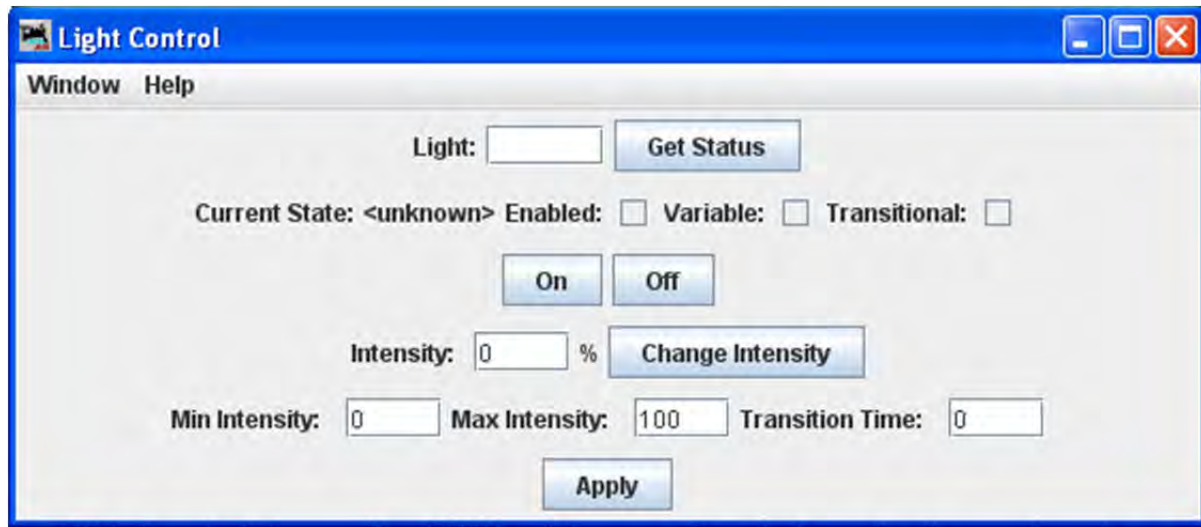 Light Control
Window Help
Light: Get Status
Current State: <unknown> Enabled: Variable: Transitional:
On Off
Intensity: 0 % Change Intensity
Min Intensity: 0 Max Intensity: 100 Transition Time: 0
Apply